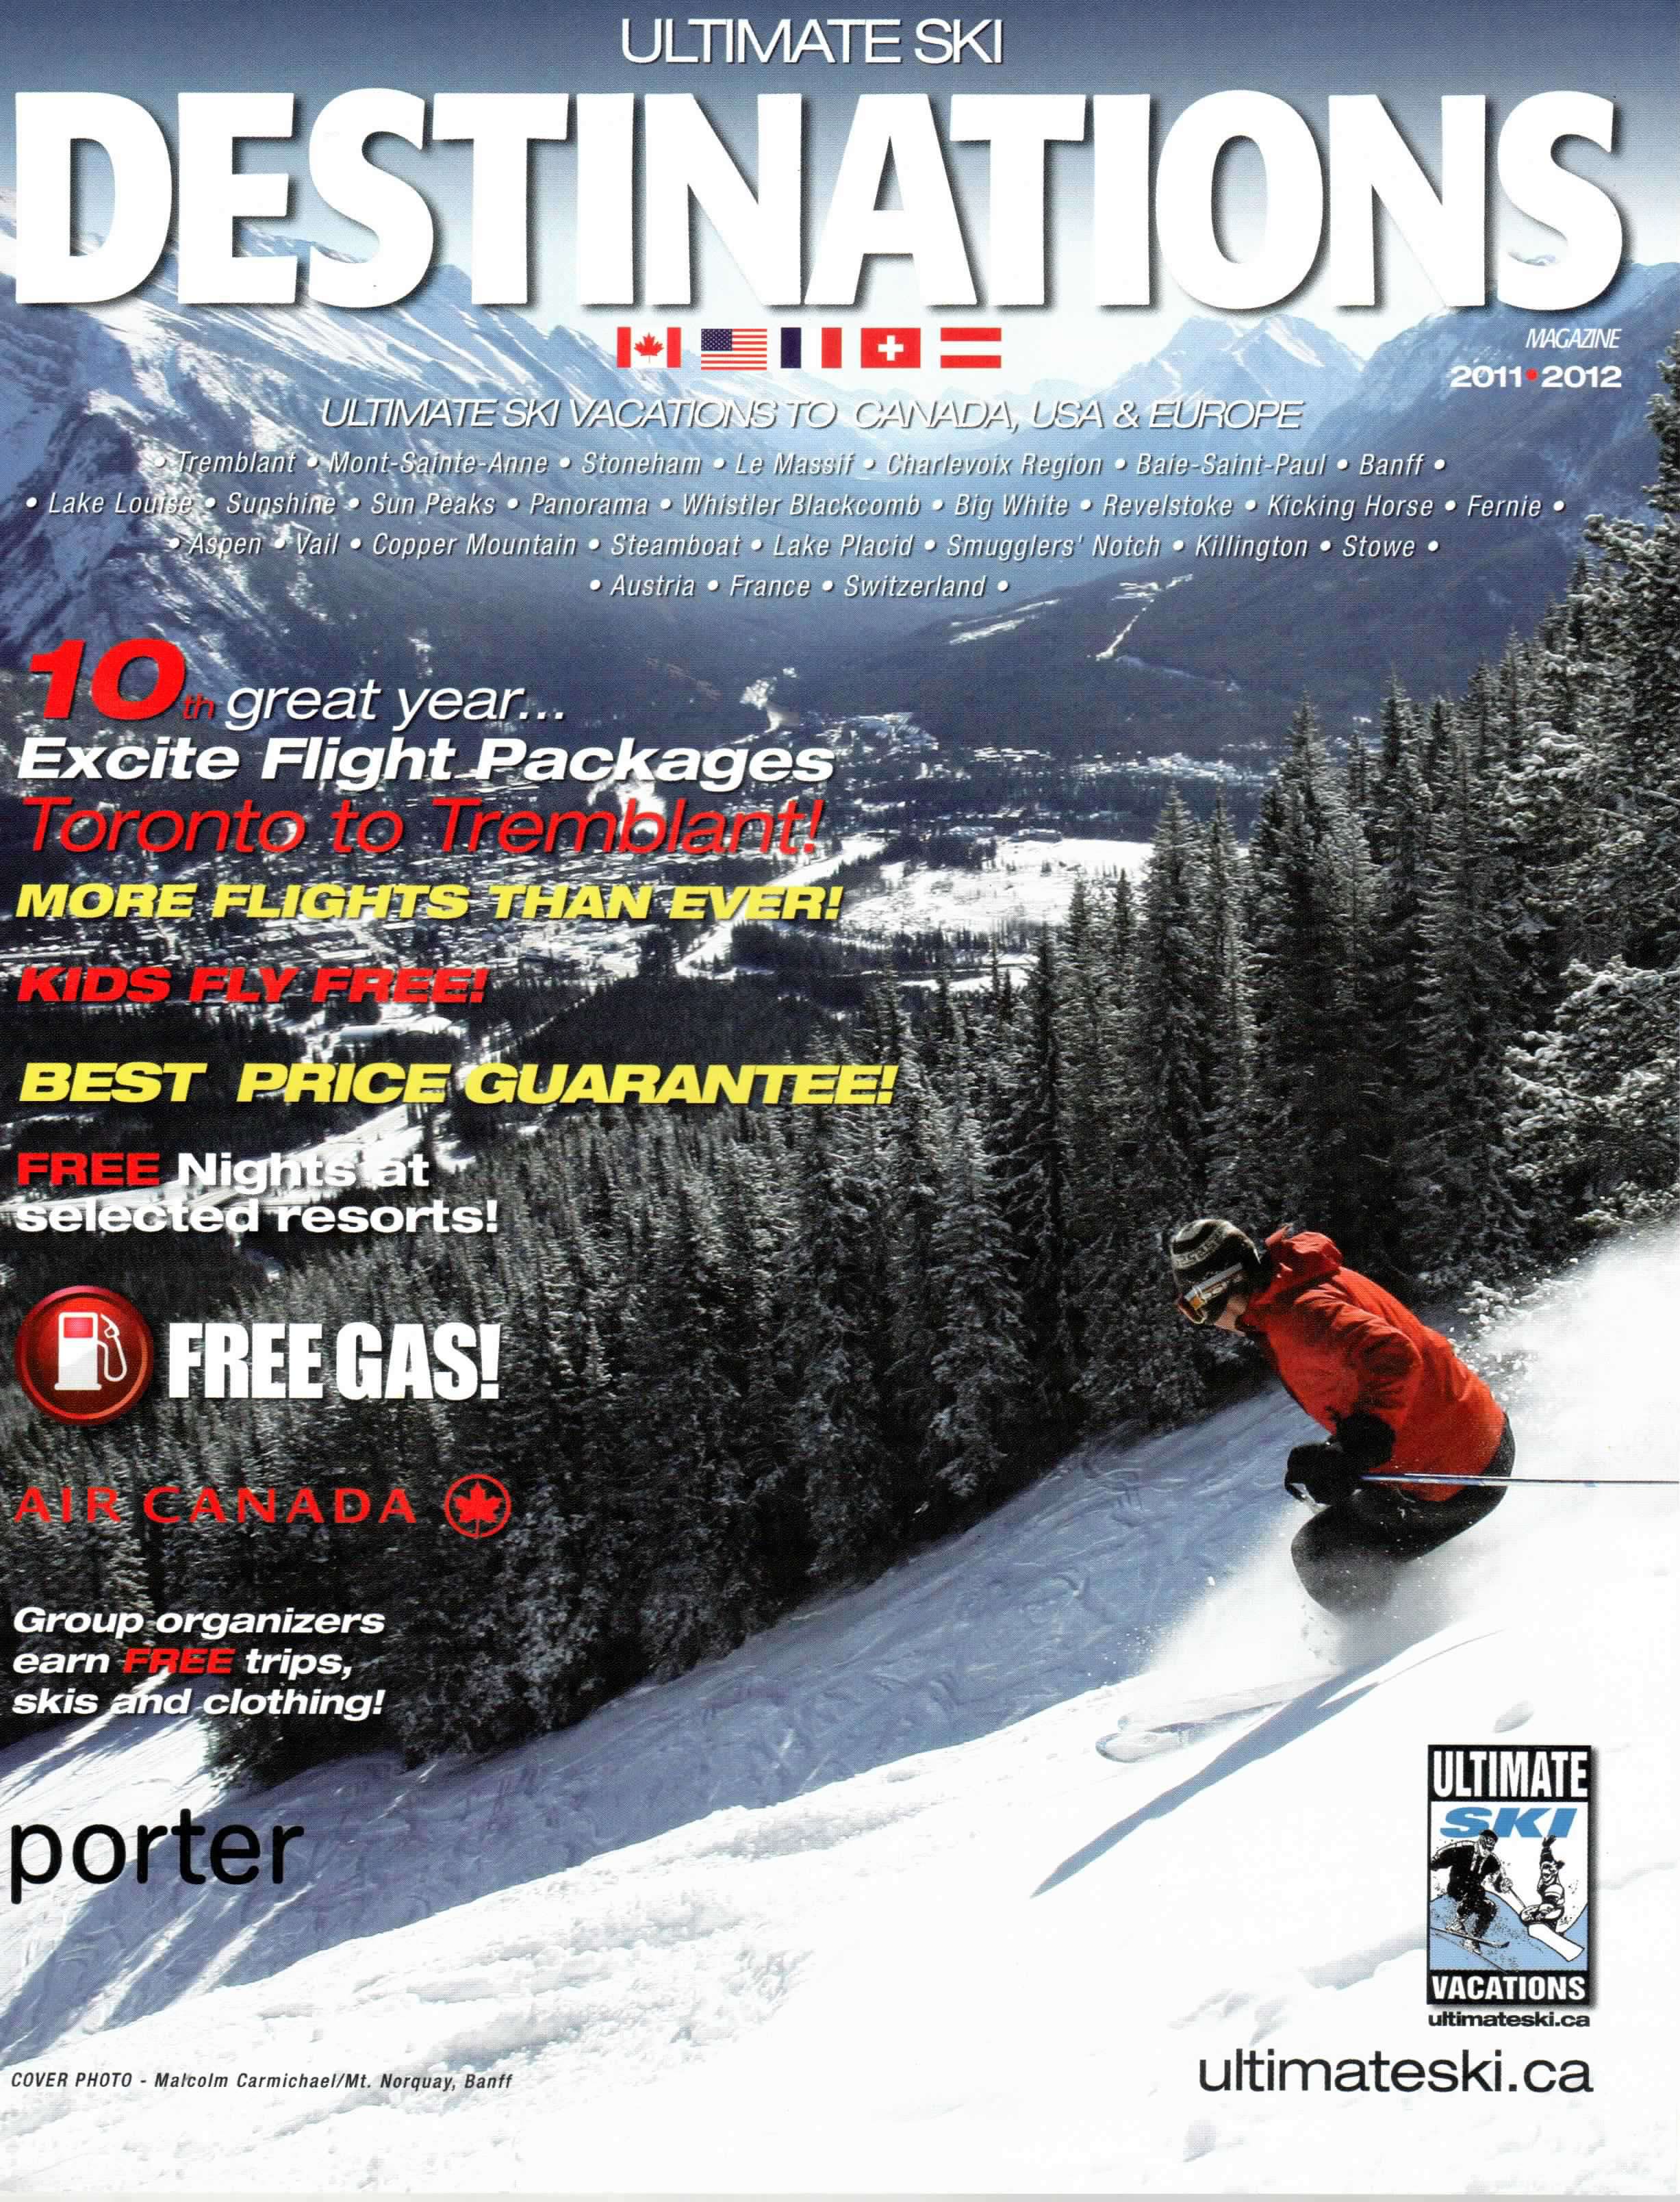 ULTIMATE SKI
DESTINATIONS
MAGAZINE
2011•2012
ULTIMATE SKI VACATIONS TO CANADA, USA & EUROPE
• Tremblant • Mont-Sainte-Anne • Stoneham • Le Massif • Charlevoix Region • Baie-Saint-Paul • Banff •
• Lake Louise • Sunshine • Sun Peaks • Panorama • Whistler Blackcomb • Big White • Revelstoke • Kicking Horse • Fernie •
• Aspen • Vail • Copper Mountain • Steamboat • Lake Placid • Smugglers' Notch • Killington • Stowe •
• Austria • France • Switzerland •
10th great year...
Excite Flight Packages
Toronto to Tremblant!
MORE FLIGHTS THAN EVER!
KIDS FLY FREE!
BEST PRICE GUARANTEE!
FREE Nights at
selected resorts!
FREE GAS!
AIR CANADA
Group organizers
earn FREE trips,
skis and clothing!
porter
ULTIMATE
SKI
VACATIONS
ultimateski.ca
ultimateski.ca
COVER PHOTO - Malcolm Carmichael/Mt. Norquay, Banff